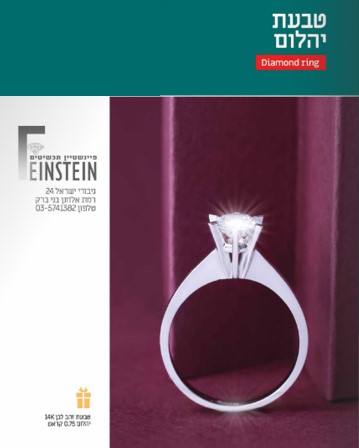 טבעת
יהלום
Diamond ring
פיינשטיין תכשיטים
FEINSTEIN
גיבורי ישראל 24
רמת אלחנן בני ברק
טלפון 03-5741382
טבעת זהב לבן 14K
יהלום 0.75 קראט